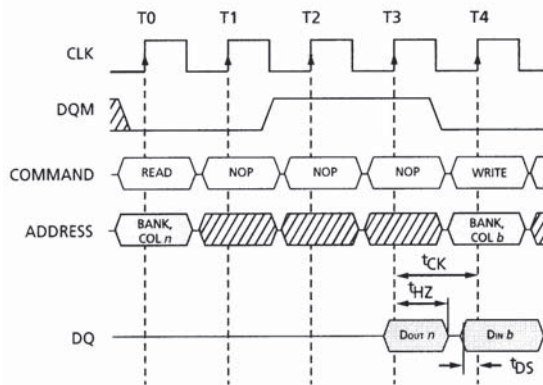 T0 T1 T2 T3 T4
CLK
DQM
COMMAND READ NOP NOP NOP WRITE
ADDRESS BANK, COL n BANK, COL b
tCK
tHZ
DQ DOUT n DIN b
tDS